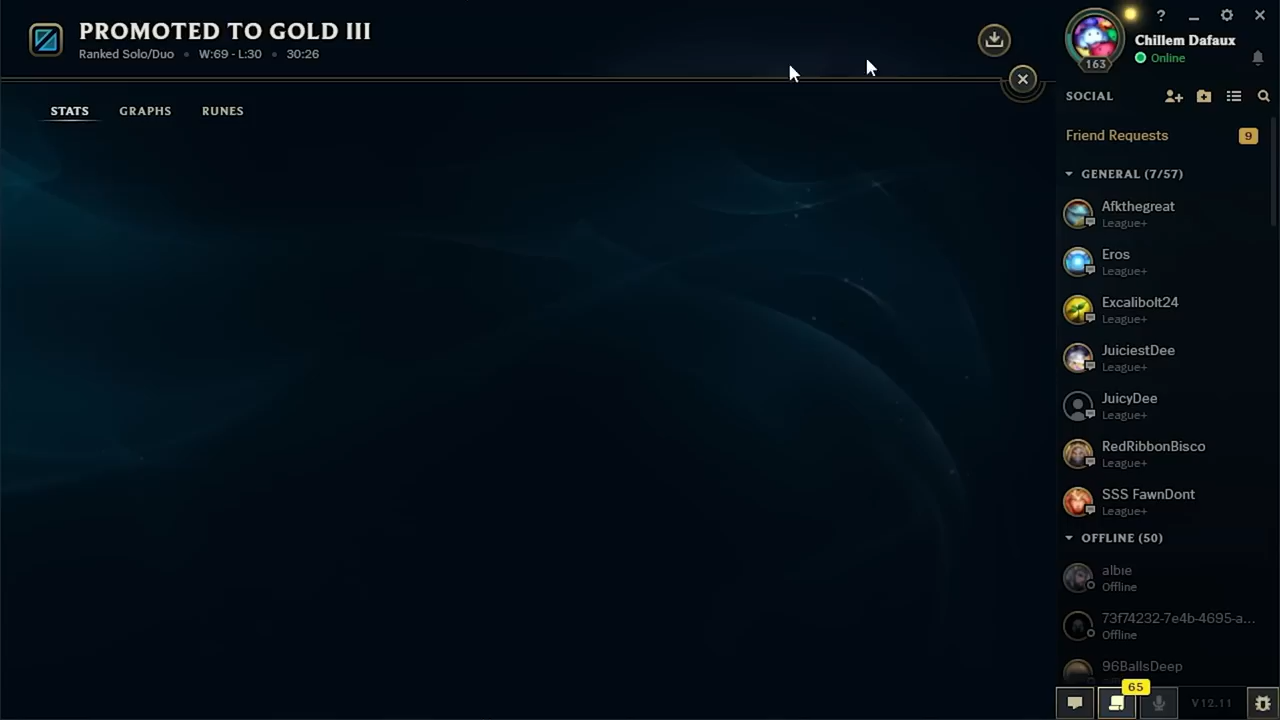 PROMOTED TO GOLD III
Ranked Solo/Duo • W:69 - L:30 • 30:26
STATS GRAPHS RUNES
?
163
Chillem Dafaux
Online
SOCIAL
Friend Requests 9
GENERAL (7/57)
Afkthegreat
League+
Eros
League+
Excalibolt24
League+
JuiciestDee
League+
JuicyDee
League+
RedRibbonBisco
League+
SSS FawnDont
League+
OFFLINE (50)
albie
Offline
73f74232-7e4b-4695-a...
Offline
96BallsDeep
65
V12.11